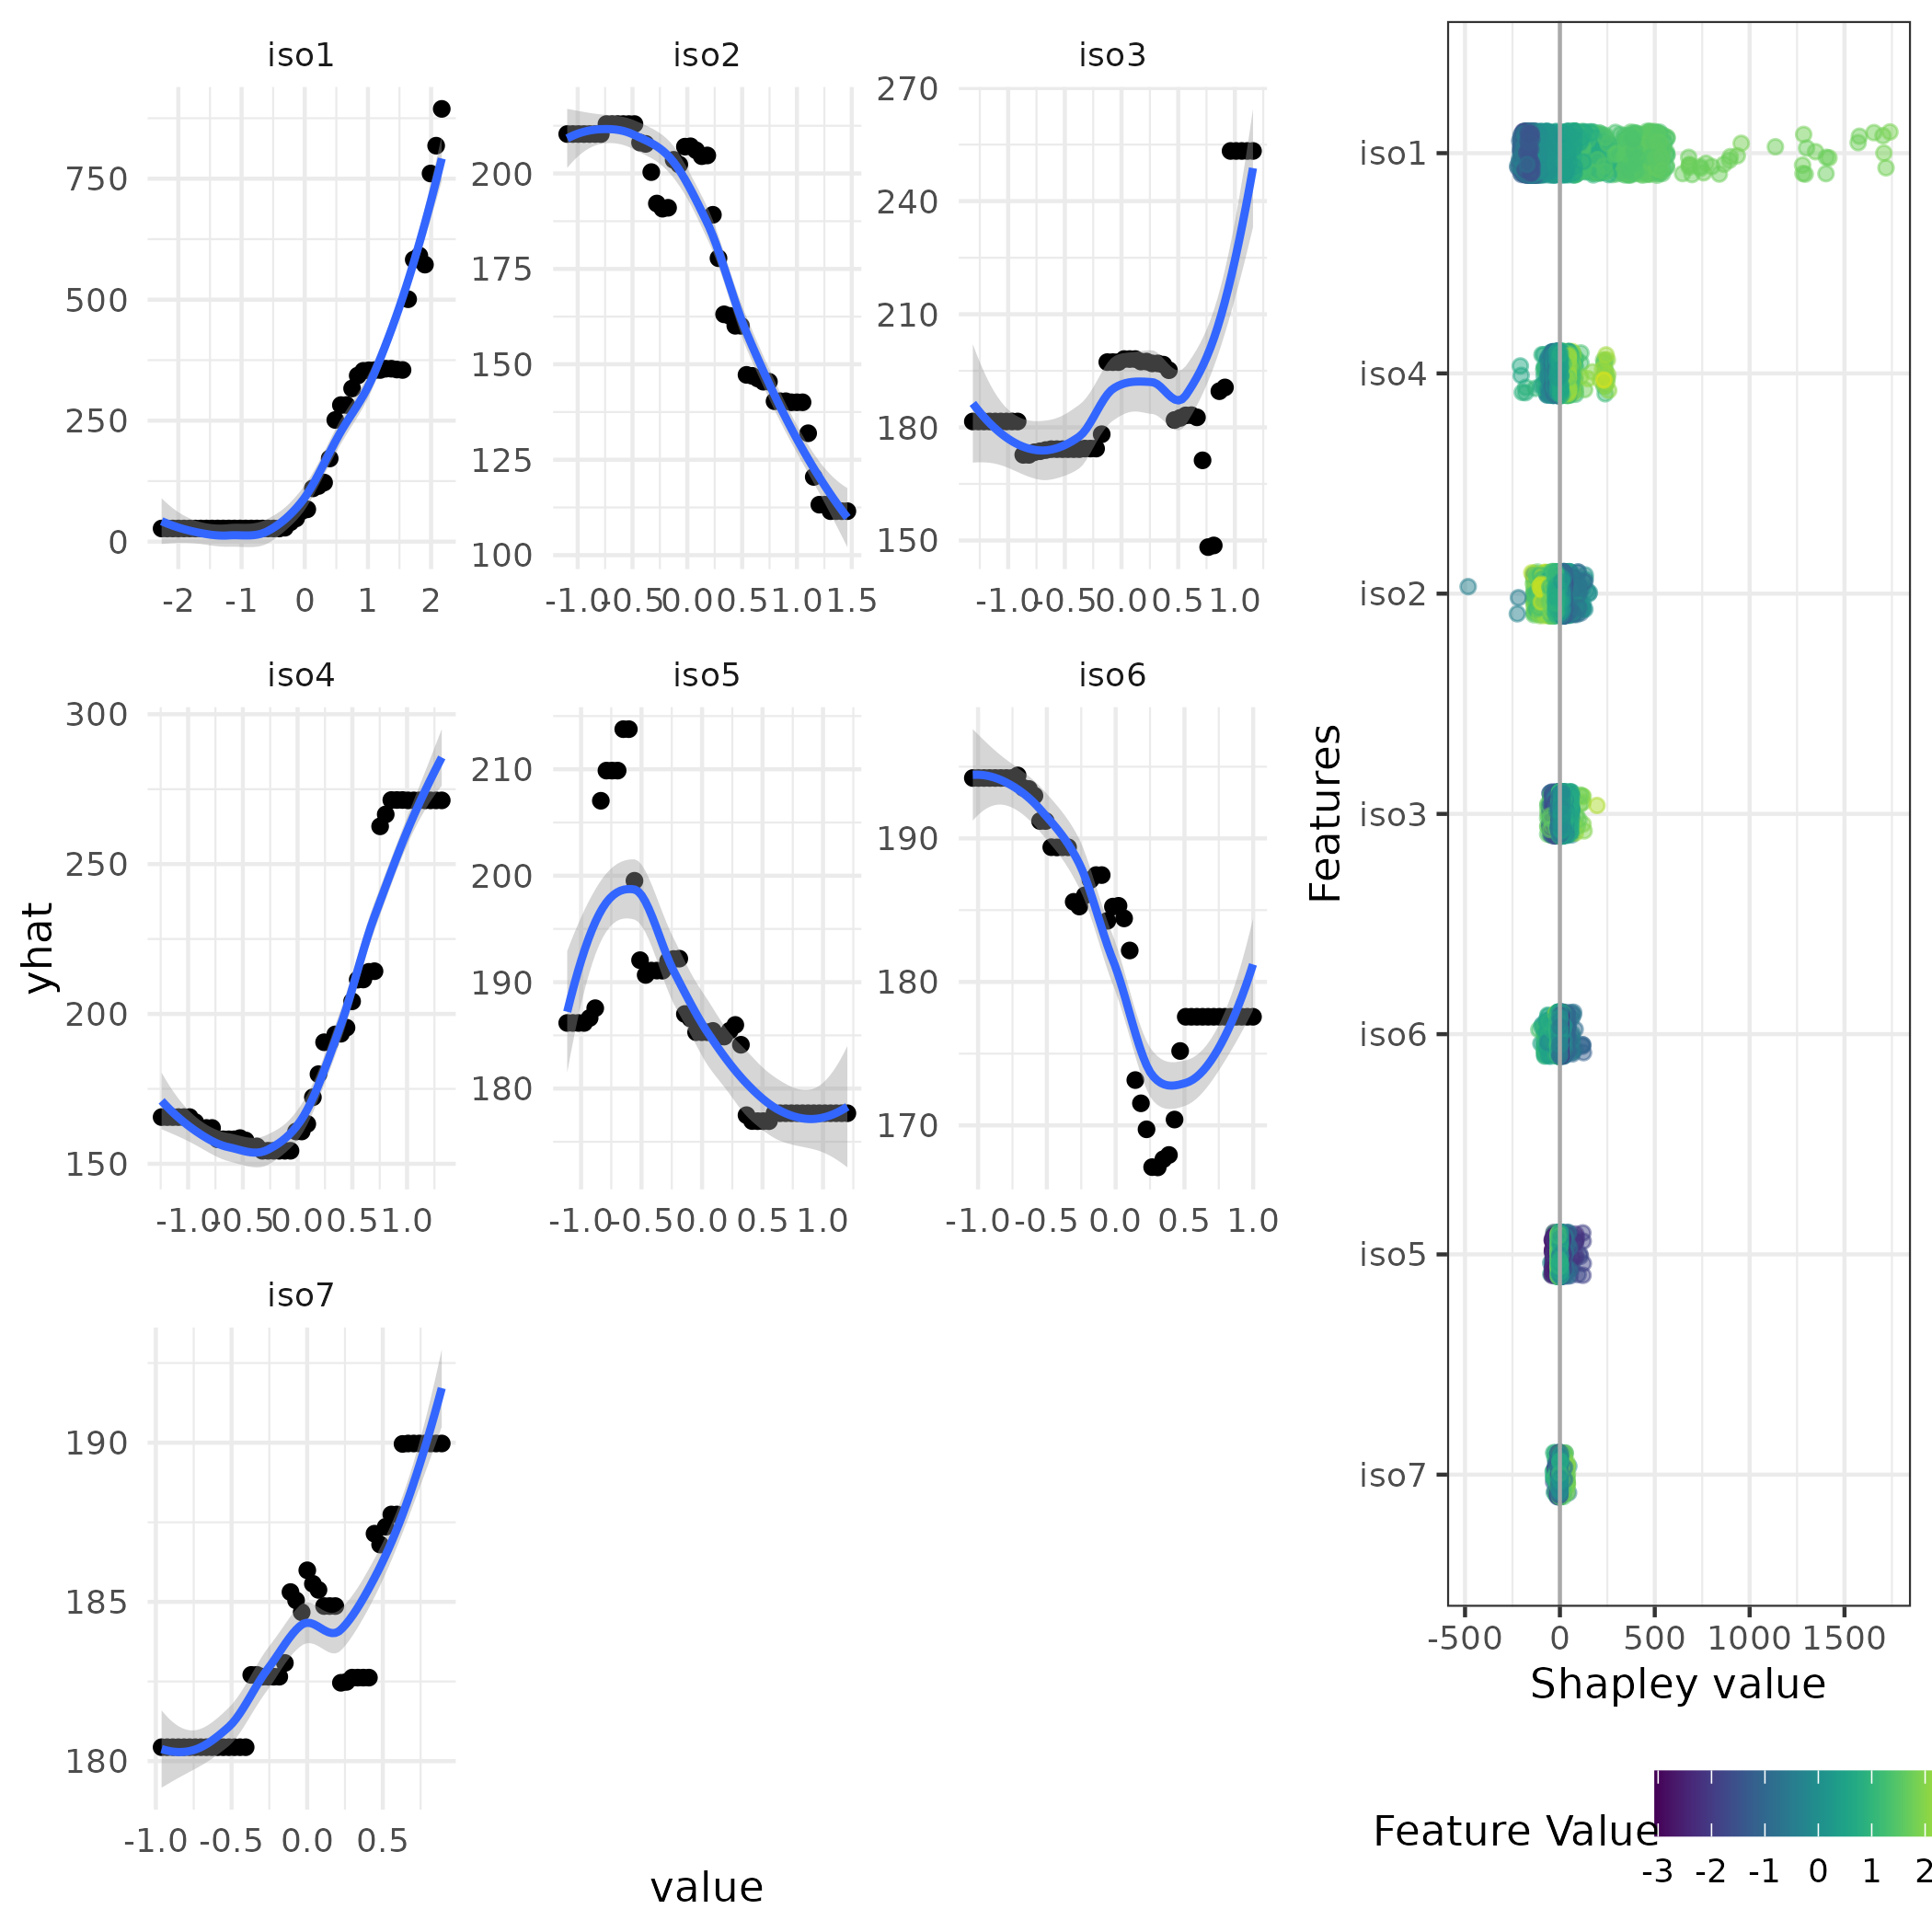 iso1
iso2
iso3
750
500
250
0
-2 -1 0 1 2
200
175
150
125
100
-1.0 -0.5 0.0 0.5 1.0 1.5
270
240
210
180
150
-1.0 -0.5 0.0 0.5 1.0
iso4
iso5
iso6
300
250
200
150
-1.0 -0.5 0.0 0.5 1.0
210
200
190
180
-1.0 -0.5 0.0 0.5 1.0
190
180
170
-1.0 -0.5 0.0 0.5 1.0
iso7
190
185
180
-1.0 -0.5 0.0 0.5
yhat
value
Features
iso1
iso4
iso2
iso3
iso6
iso5
iso7
-500 0 500 1000 1500
Shapley value
Feature Value
-3 -2 -1 0 1 2